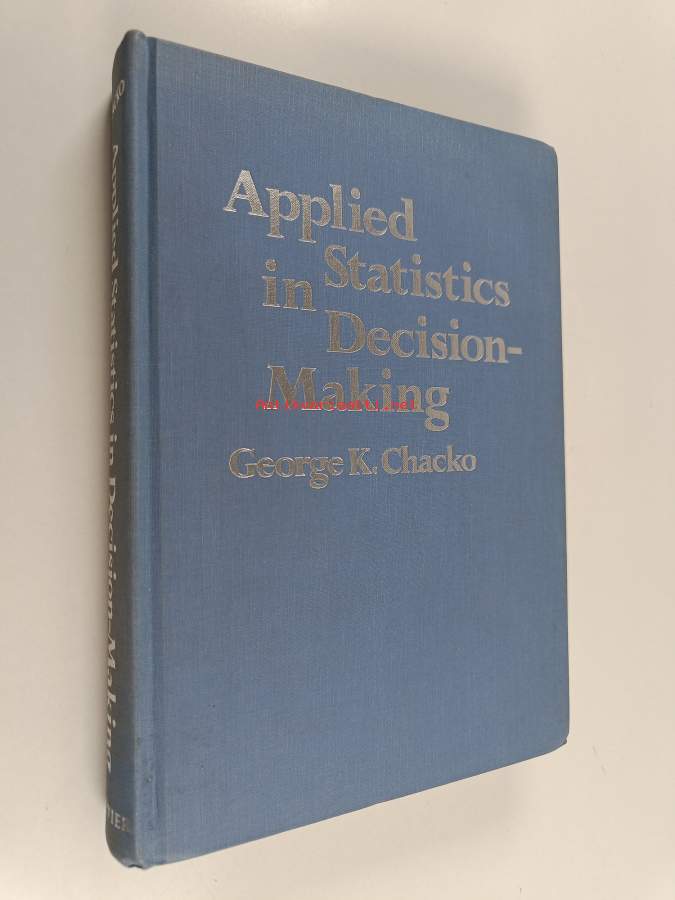 Applied
Statistics
in
Decision-
Making
George K. Chacko
Applied Statistics in Decision-Making